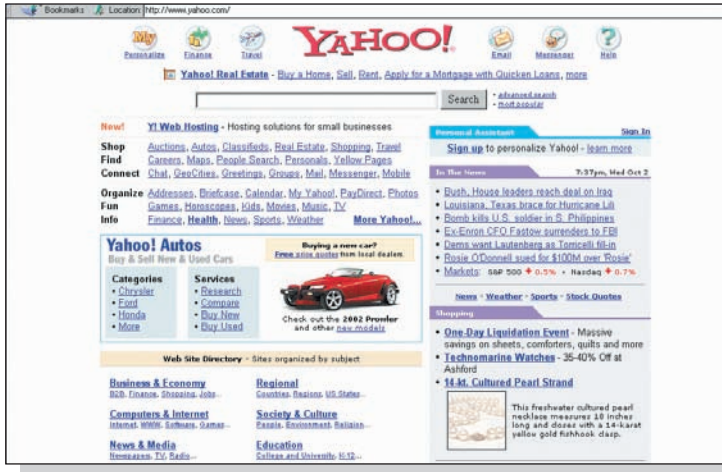 Bookmarks Location: http://www.yahoo.com/
My
YAHOO!
Personalize Finance Travel Email Messenger Help
Yahoo! Real Estate - Buy a Home, Sell, Rent, Apply for a Mortgage with Quicken Loans, more
Search
• advanced search
• most popular
New! Y! Web Hosting - Hosting solutions for small businesses
Shop Auctions, Autos, Classifieds, Real Estate, Shopping, Travel
Find Careers, Maps, People Search, Personals, Yellow Pages
Connect Chat, GeoCities, Greetings, Groups, Mail, Messenger, Mobile
Organize Addresses, Briefcase, Calendar, My Yahoo!, PayDirect, Photos
Fun Games, Horoscopes, Kids, Movies, Music, TV
Info Finance, Health, News, Sports, Weather More Yahoo!...
Yahoo! Autos
Buy & Sell New & Used Cars
Categories
• Chrysler
• Ford
• Honda
• More
Services
• Research
• Compare
• Buy New
• Buy Used
Buying a new car?
Free price quotes from local dealers
Check out the 2002 Prowler
and other new models
Web Site Directory - Sites organized by subject
Business & Economy
B2B, Finance, Shopping, Jobs...
Regional
Countries, Regions, US States...
Computers & Internet
Internet, WWW, Software, Games...
Society & Culture
People, Environment, Religion...
News & Media
Newspapers, TV, Radio...
Education
College and University, K-12...
Personal Assistant Sign In
Sign up to personalize Yahoo! - learn more
In The News 7:37pm, Wed Oct 2
• Bush, House leaders reach deal on Iraq
• Louisiana, Texas brace for Hurricane Lili
• Bomb kills U.S. soldier in S. Philippines
• Ex-Enron CFO Fastow surrenders to FBI
• Dems want Lautenberg as Torricelli fill-in
• Rosie O'Donnell sued for $100M over 'Rosie'
• Markets: S&P 500 + 0.5% • Nasdaq + 0.7%
News - Weather - Sports - Stock Quotes
Shopping
• One-Day Liquidation Event - Massive
savings on sheets, comforters, quilts and more
• Technomarine Watches - 35-40% Off at
Ashford
• 14-kt. Cultured Pearl Strand
This freshwater cultured pearl
necklace measures 18 inches
long and closes with a 14-karat
yellow gold fishhook clasp.